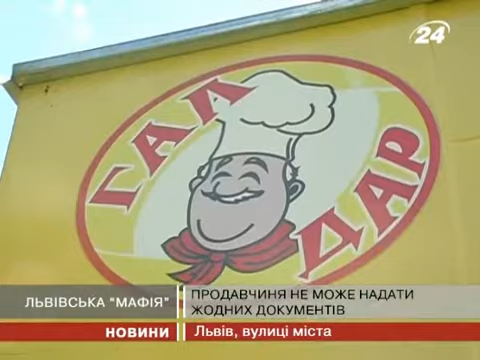 24
ГАЛ
ДАР
ЛЬВІВСЬКА "МАФІЯ"
ПРОДАВЧИНЯ НЕ МОЖЕ НАДАТИ
ЖОДНИХ ДОКУМЕНТІВ
НОВИНИ
Львів, вулиці міста